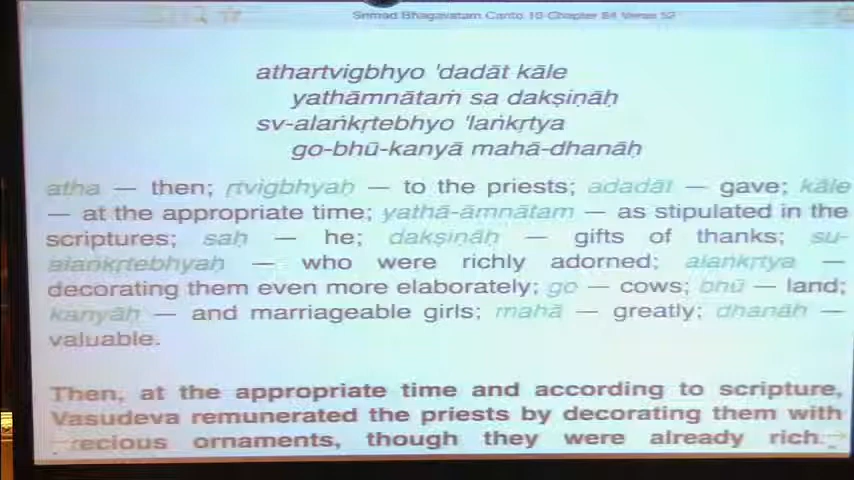 Srimad Bhagavatam Canto 10 Chapter 84 Verse 52
athartvigbhyo 'dadāt kāle
yathāmnātaṁ sa dakṣiṇāḥ
sv-alaṅkṛtebhyo 'laṅkṛtya
go-bhū-kanyā mahā-dhanāḥ
atha — then; ṛtvigbhyaḥ — to the priests; adadāt — gave; kāle
— at the appropriate time; yathā-āmnātam — as stipulated in the
scriptures; saḥ — he; dakṣiṇāḥ — gifts of thanks; su-
alaṅkṛtebhyaḥ — who were richly adorned; alaṅkṛtya —
decorating them even more elaborately; go — cows; bhū — land;
kanyāḥ — and marriageable girls; mahā — greatly; dhanāḥ —
valuable.
Then, at the appropriate time and according to scripture,
Vasudeva remunerated the priests by decorating them with
recious ornaments, though they were already rich